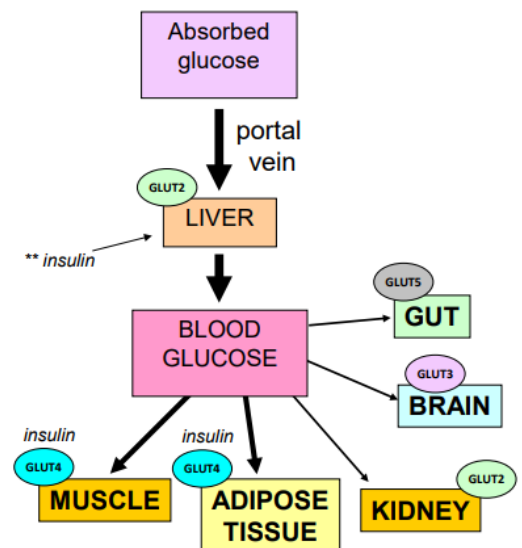 Absorbed
glucose
portal
vein
GLUT2
LIVER
** insulin
GLUT5
GUT
BLOOD
GLUCOSE
GLUT3
BRAIN
insulin
insulin
GLUT4
GLUT4
GLUT2
MUSCLE
ADIPOSE
TISSUE
KIDNEY